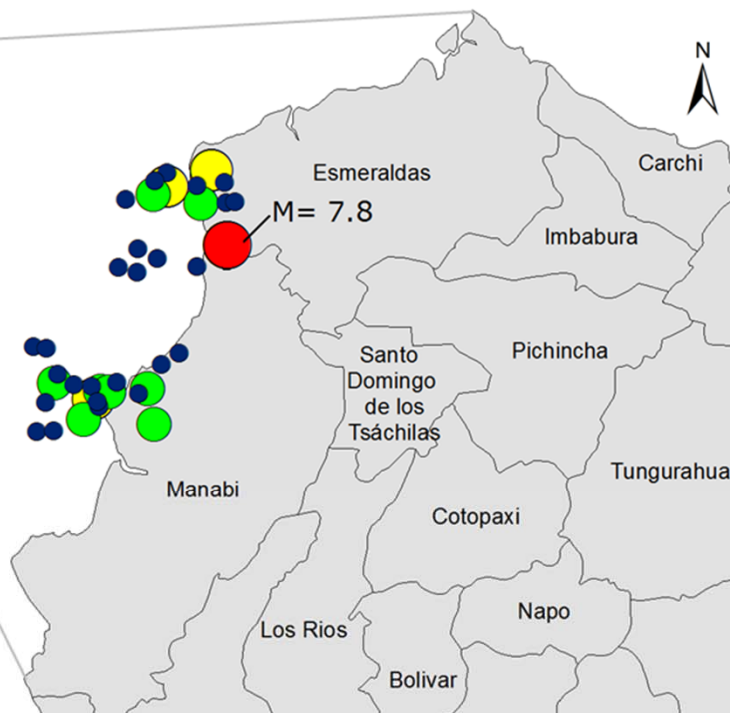 N
Carchi
Esmeraldas
M= 7.8
Imbabura
Pichincha
Santo
Domingo
de los
Tsáchilas
Tungurahua
Manabi
Cotopaxi
Napo
Los Rios
Bolivar